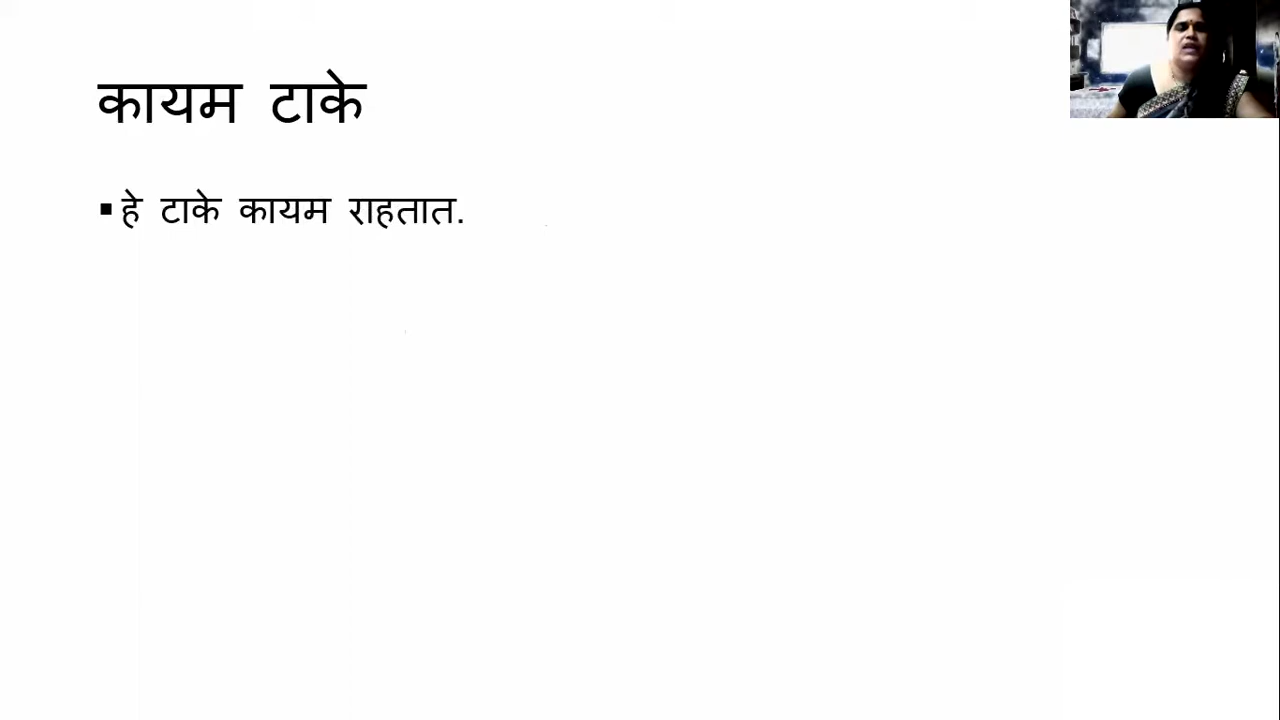 कायम टाके
▪ हे टाके कायम राहतात.